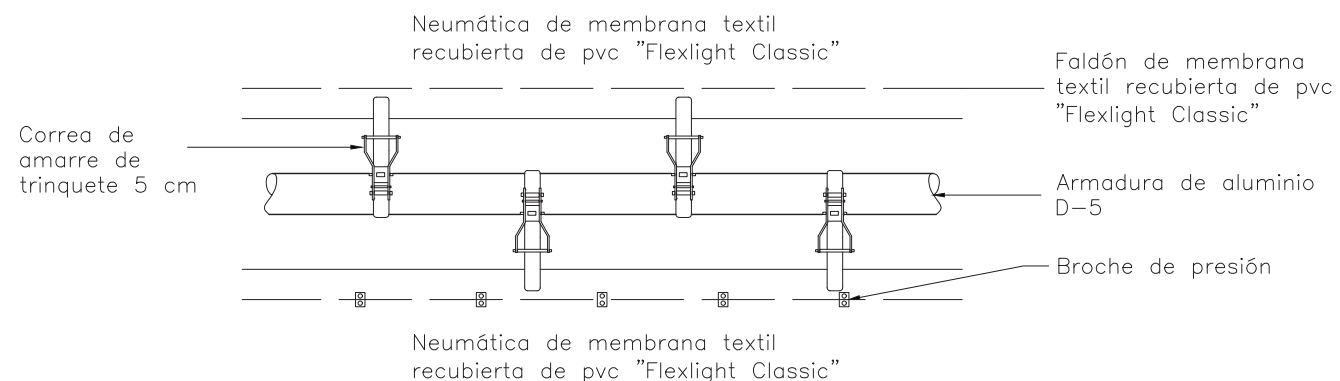 Neumática de membrana textil
recubierta de pvc "Flexlight Classic"
Faldón de membrana
textil recubierta de pvc
"Flexlight Classic"
Correa de
amarre de
trinquete 5 cm
Armadura de aluminio
D-5
Broche de presión
Neumática de membrana textil
recubierta de pvc "Flexlight Classic"